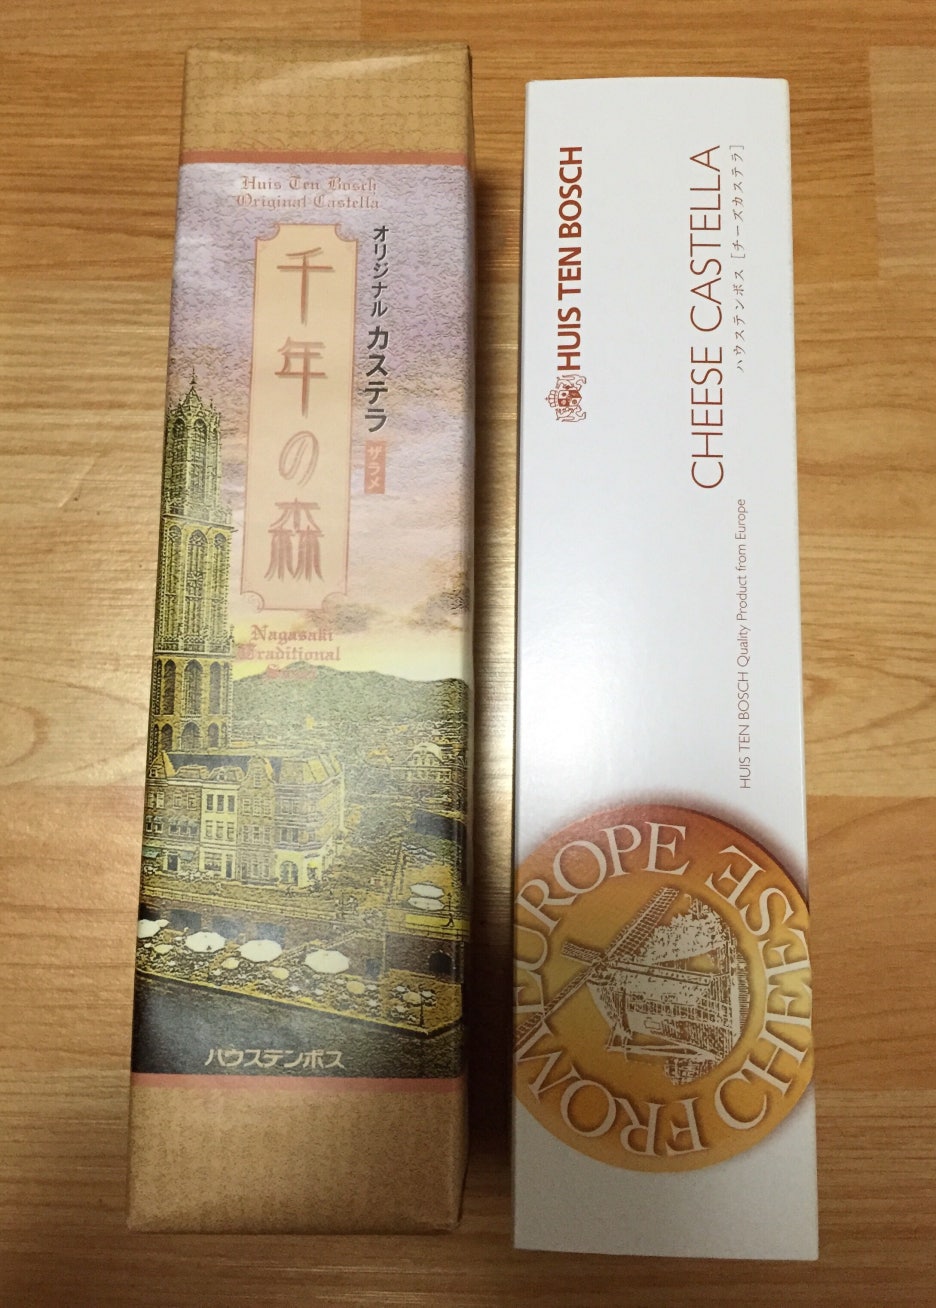 Huis Ten Bosch
Original Castella
オリジナル カステラ
ザラメ
千年の森
Nagasaki
Traditional
ハウステンボス
HUIS TEN BOSCH
CHEESE CASTELLA
ハウステンボス [チーズカステラ]
HUIS TEN BOSCH Quality Product from Europe
CHEESE FROM EUROPE